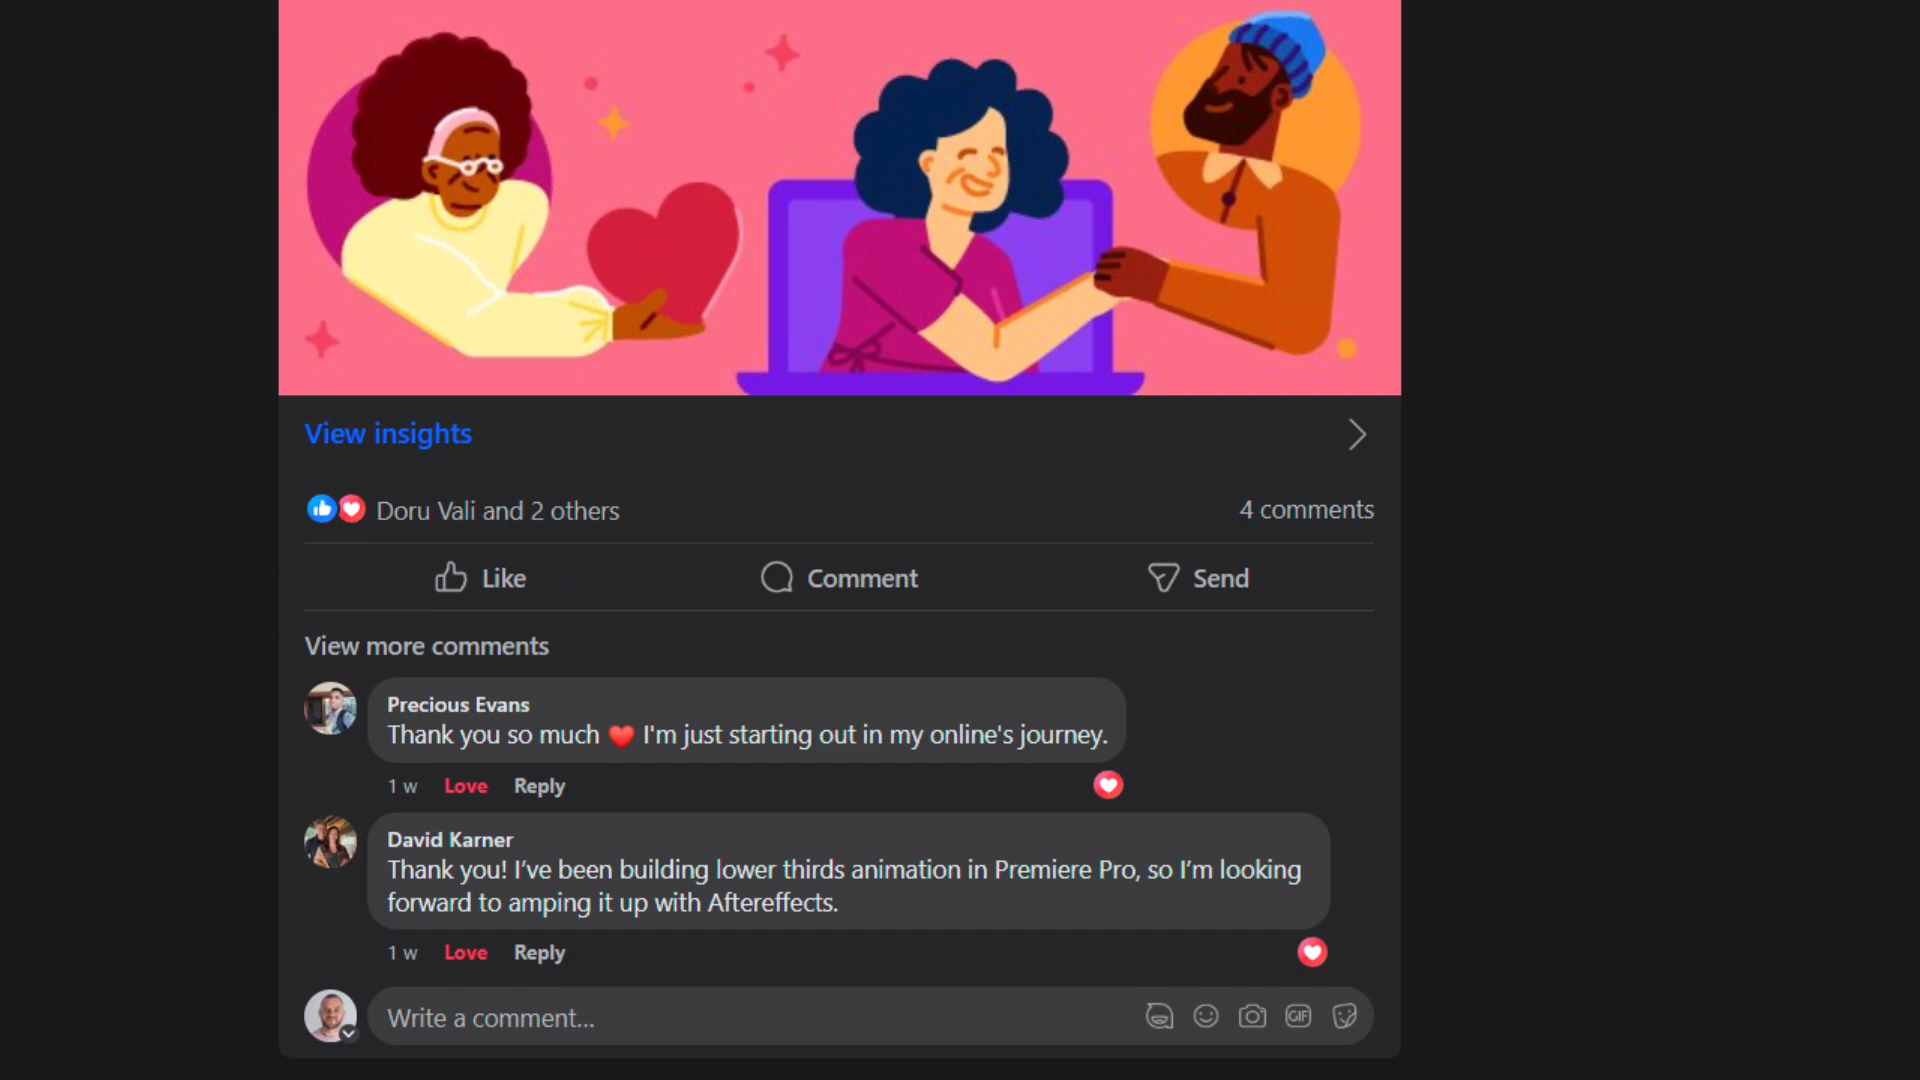 View insights
Doru Vali and 2 others
4 comments
Like
Comment
Send
View more comments
Precious Evans
Thank you so much ❤️ I'm just starting out in my online's journey.
1 w Love Reply
David Karner
Thank you! I’ve been building lower thirds animation in Premiere Pro, so I’m looking
forward to amping it up with Aftereffects.
1 w Love Reply
Write a comment...
GIF